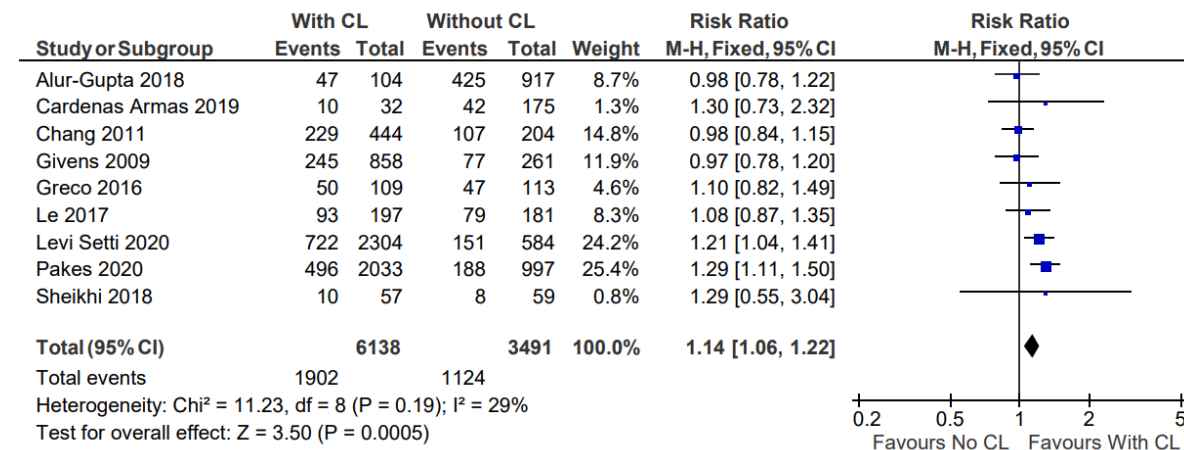 With CL Without CL Risk Ratio Risk Ratio
Study or Subgroup Events Total Events Total Weight M-H, Fixed, 95% CI M-H, Fixed, 95% CI
Alur-Gupta 2018 47 104 425 917 8.7% 0.98 [0.78, 1.22]
Cardenas Armas 2019 10 32 42 175 1.3% 1.30 [0.73, 2.32]
Chang 2011 229 444 107 204 14.8% 0.98 [0.84, 1.15]
Givens 2009 245 858 77 261 11.9% 0.97 [0.78, 1.20]
Greco 2016 50 109 47 113 4.6% 1.10 [0.82, 1.49]
Le 2017 93 197 79 181 8.3% 1.08 [0.87, 1.35]
Levi Setti 2020 722 2304 151 584 24.2% 1.21 [1.04, 1.41]
Pakes 2020 496 2033 188 997 25.4% 1.29 [1.11, 1.50]
Sheikhi 2018 10 57 8 59 0.8% 1.29 [0.55, 3.04]
Total (95% CI) 6138 3491 100.0% 1.14 [1.06, 1.22]
Total events 1902 1124
Heterogeneity: Chi² = 11.23, df = 8 (P = 0.19); I² = 29%
Test for overall effect: Z = 3.50 (P = 0.0005)
0.2 0.5 1 2 5
Favours No CL Favours With CL